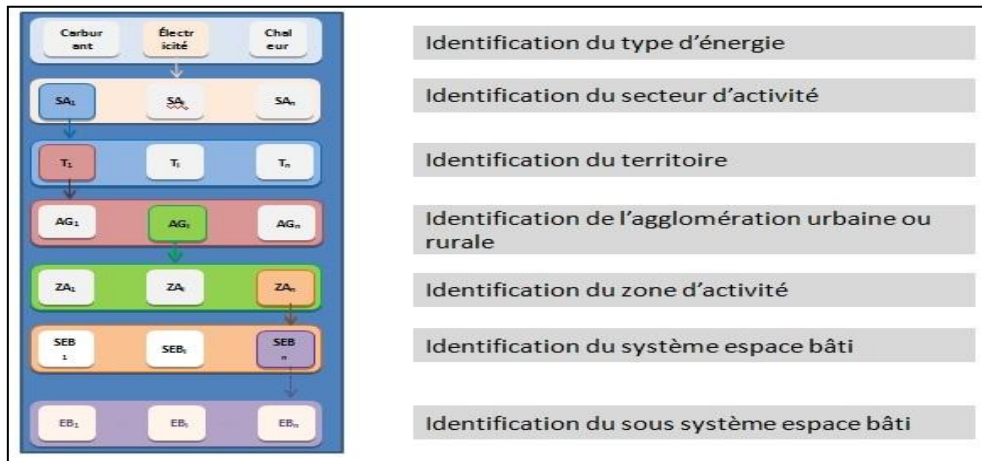 Carbur
ant
Électr
icité
Chal
eur
Identification du type d'énergie
SA₁ SAᵢ SAₙ
Identification du secteur d'activité
T₁ Tᵢ Tₙ
Identification du territoire
AG₁ AGᵢ AGₙ
Identification de l'agglomération urbaine ou
rurale
ZA₁ ZAᵢ ZAₙ
Identification du zone d'activité
SEB
₁
SEBᵢ
SEB
ₙ
Identification du système espace bâti
EB₁ EBᵢ EBₙ
Identification du sous système espace bâti